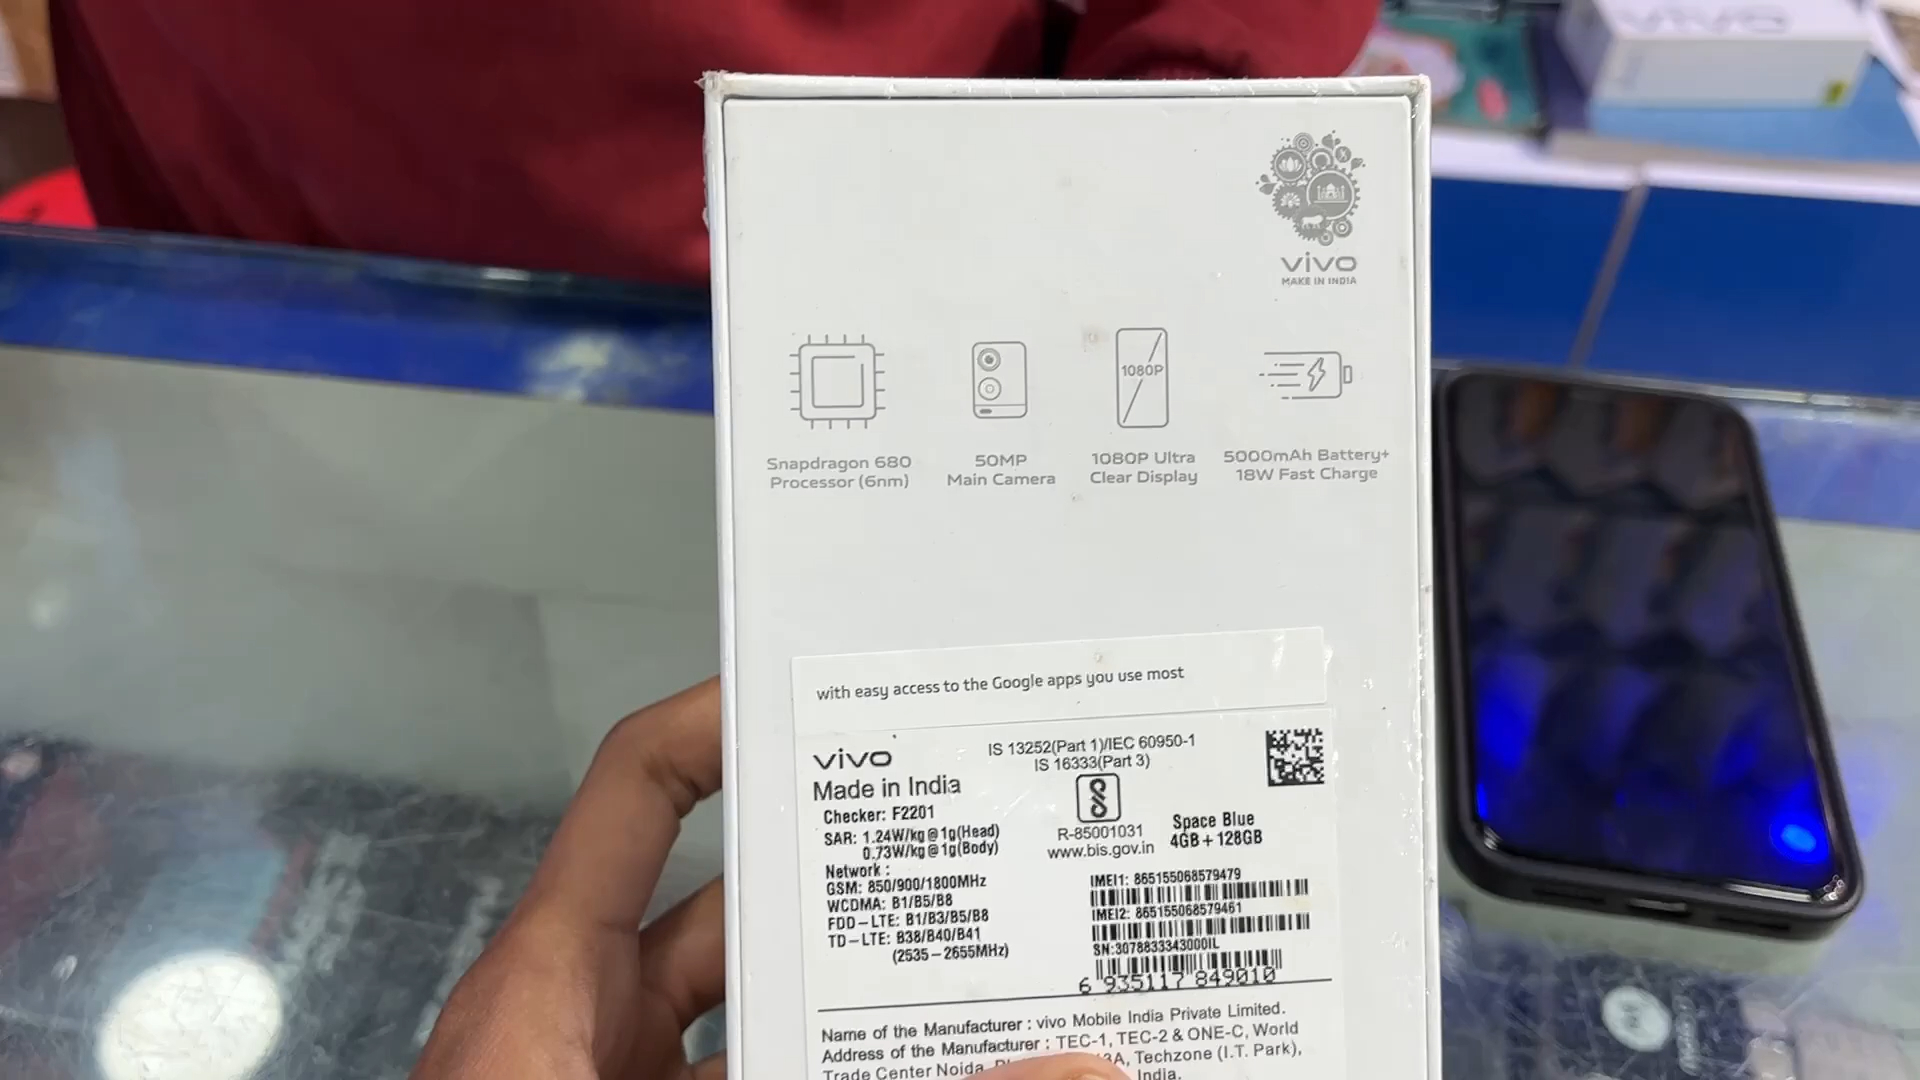 vivo
vivo
MAKE IN INDIA
1080P
Snapdragon 680
Processor (6nm)
50MP
Main Camera
1080P Ultra
Clear Display
5000mAh Battery+
18W Fast Charge
with easy access to the Google apps you use most
vivo
Made in India
Checker: F2201
SAR: 1.24W/kg@1g(Head)
0.73W/kg@1g(Body)
Network :
GSM: 850/900/1800MHz
WCDMA: B1/B5/B8
FDD-LTE: B1/B3/B5/B8
TD-LTE: B38/B40/B41
(2535-2655MHz)
IS 13252(Part 1)/IEC 60950-1
IS 16333(Part 3)
R-85001031
www.bis.gov.in
Space Blue
4GB+128GB
IMEI1: 865155068579479
IMEI2: 865155068579461
SN:3078833343000IL
6 935117 849010
Name of the Manufacturer : vivo Mobile India Private Limited.
Address of the Manufacturer : TEC-1, TEC-2 & ONE-C, World
Trade Center Noida, Techzone (I.T. Park),
India.